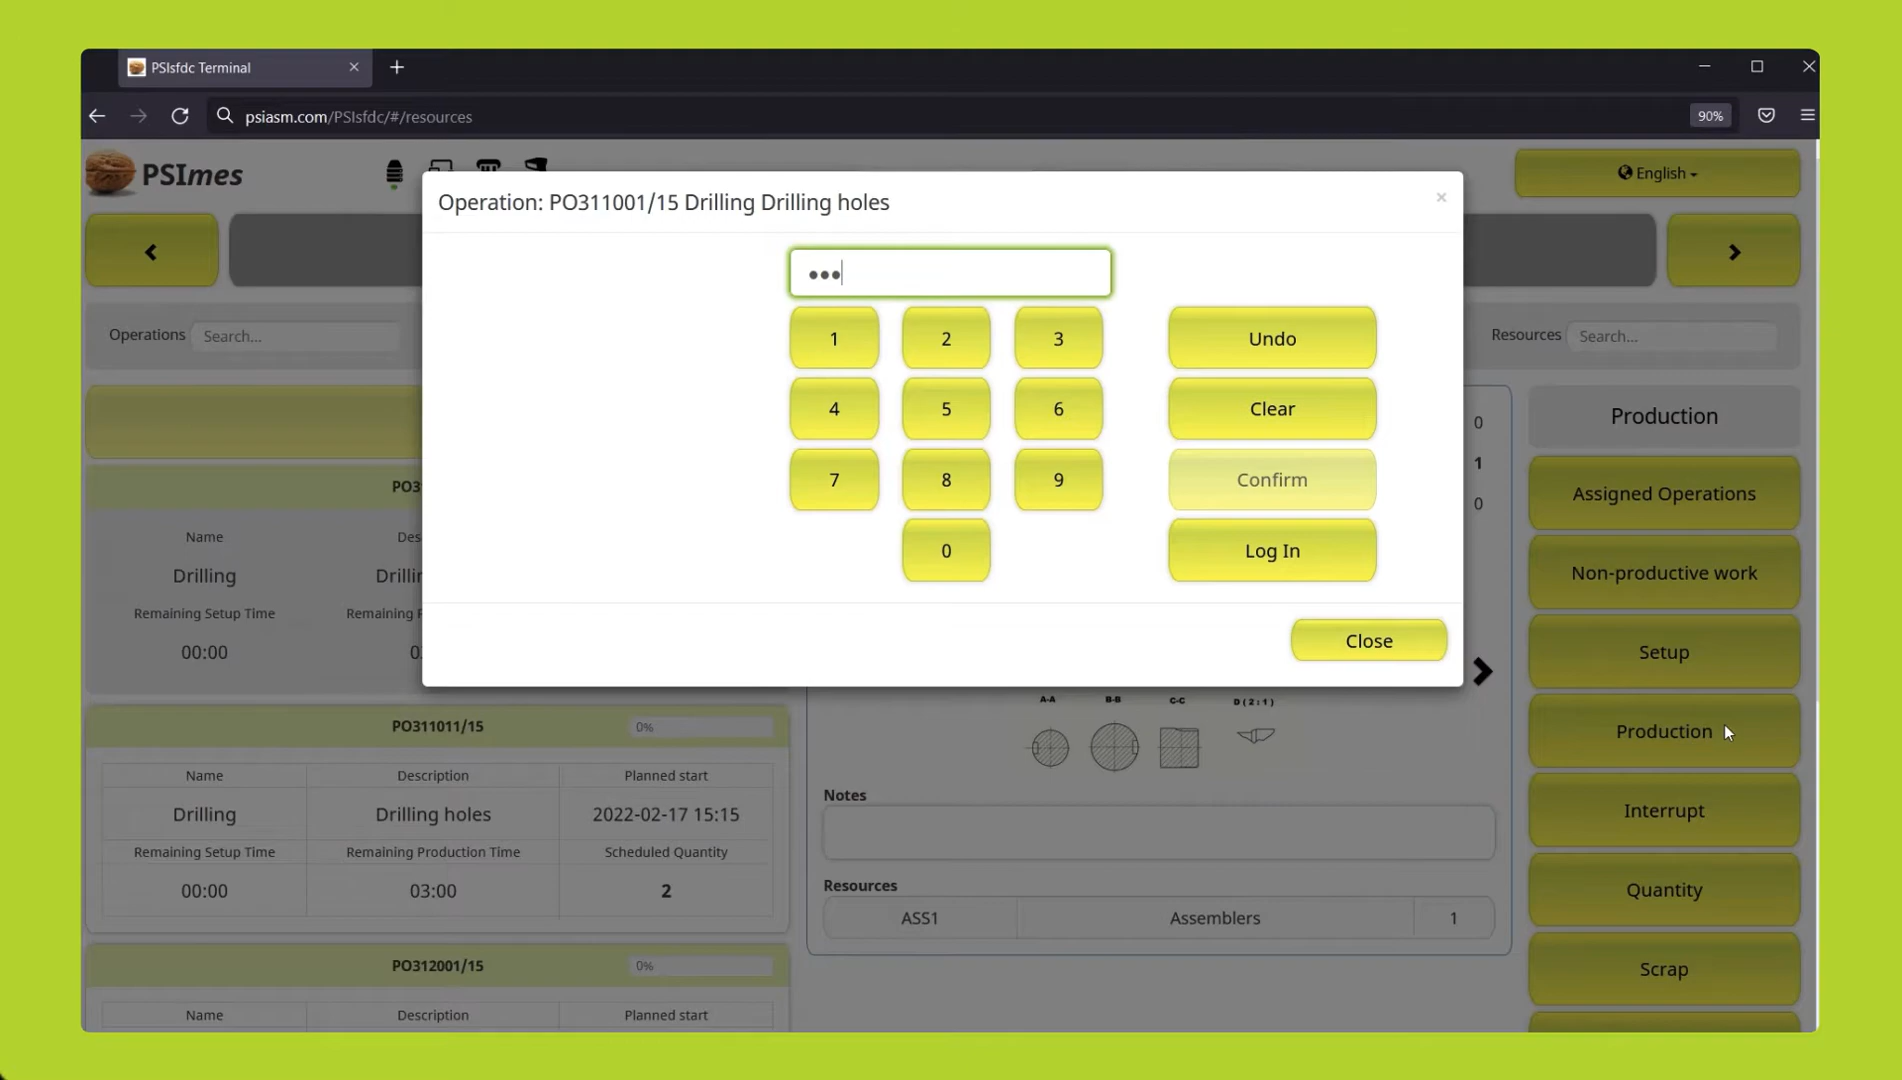 PSIsfdc Terminal
psiasm.com/PSIsfdc/#/resources
90%
PSImes
English
Operation: PO311001/15 Drilling Drilling holes
•••
1 2 3 Undo
4 5 6 Clear
7 8 9 Confirm
0 Log In
Close
Operations Search...
Resources Search...
0
1
0
Name
Drilling
Remaining Setup Time
00:00
PO311011/15 0%
Name Description Planned start
Drilling Drilling holes 2022-02-17 15:15
Remaining Setup Time Remaining Production Time Scheduled Quantity
00:00 03:00 2
PO312001/15 0%
Name Description Planned start
A-A B-B C-C D (2:1)
Notes
Resources
ASS1 Assemblers 1
Production
Assigned Operations
Non-productive work
Setup
Production
Interrupt
Quantity
Scrap